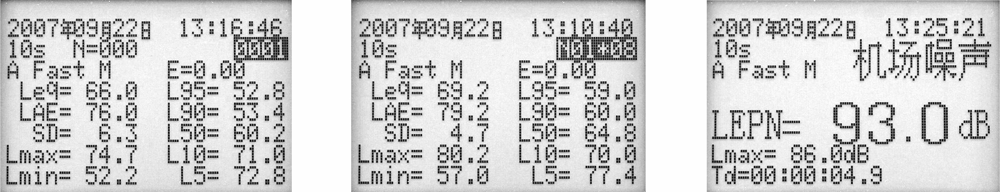 2007年09月22日 13:16:46
10s N=000 0001
A Fast M E=0.00
Leq= 66.0 L95= 52.8
LAE= 76.0 L90= 53.4
SD= 6.3 L50= 60.2
Lmax= 74.7 L10= 71.0
Lmin= 52.2 L5= 72.8
2007年09月22日 13:10:40
10s
A Fast M E=0.00
Leq= 69.2 L95= 59.0
LAE= 79.2 L90= 60.0
SD= 4.7 L50= 64.8
Lmax= 80.2 L10= 70.0
Lmin= 57.0 L5= 77.4
2007年09月22日 13:25:21
10s 机场噪声
A Fast M
LEPN= 93.0 dB
Lmax= 86.0dB
Td=00:00:04.9